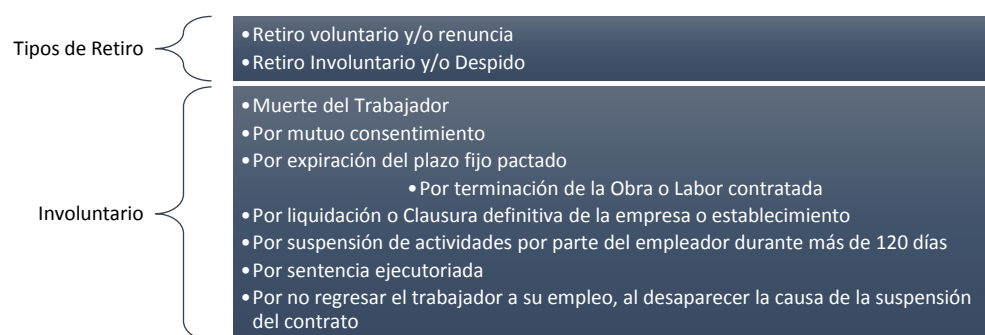 Tipos de Retiro
•Retiro voluntario y/o renuncia
•Retiro Involuntario y/o Despido
Involuntario
•Muerte del Trabajador
•Por mutuo consentimiento
•Por expiración del plazo fijo pactado
•Por terminación de la Obra o Labor contratada
•Por liquidación o Clausura definitiva de la empresa o establecimiento
•Por suspensión de actividades por parte del empleador durante más de 120 días
•Por sentencia ejecutoriada
•Por no regresar el trabajador a su empleo, al desaparecer la causa de la suspensión
del contrato